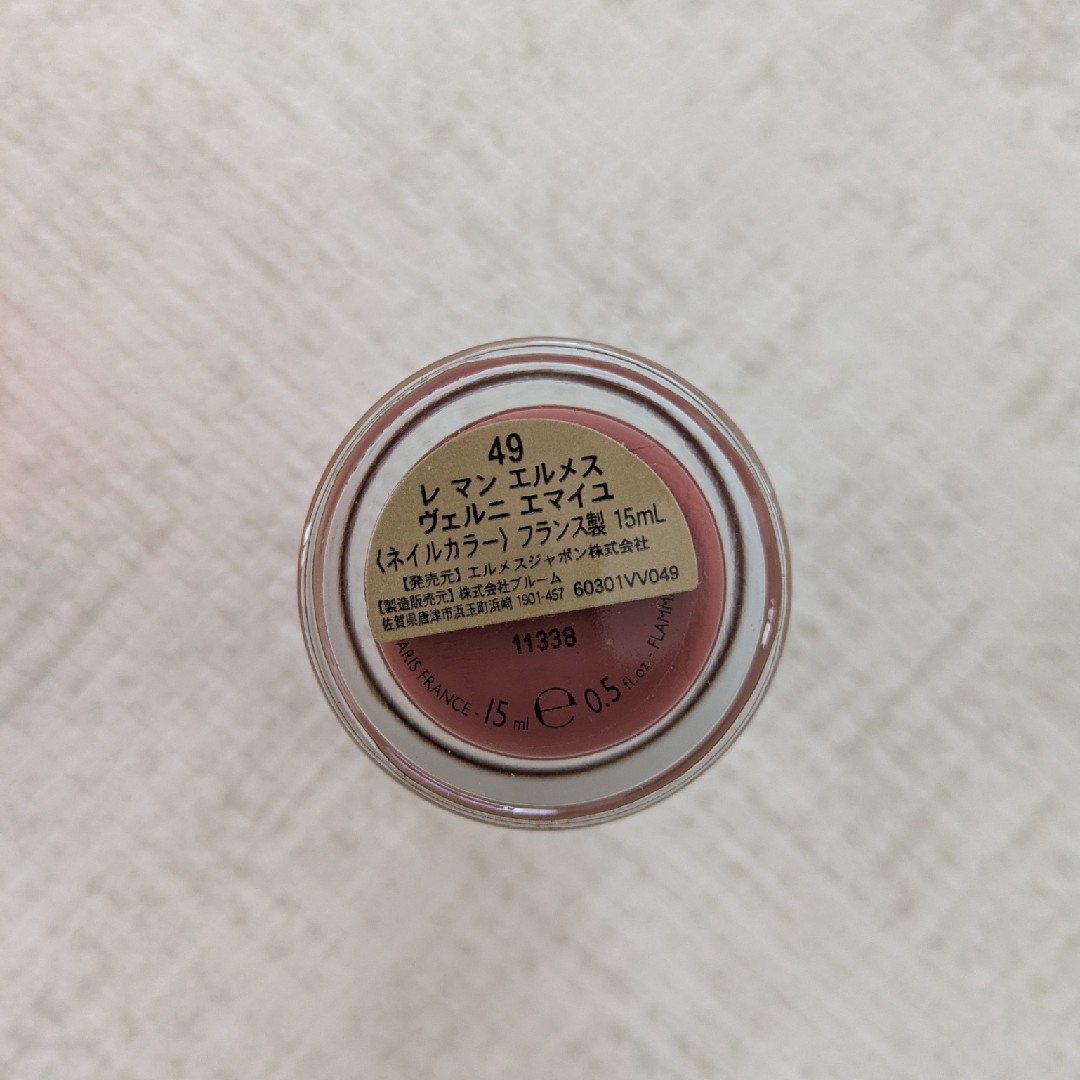 49
レ マン エルメス
ヴェルニ エマイユ
〈ネイルカラー〉 フランス製 15mL
【発売元】エルメスジャポン株式会社
【製造販売元】株式会社ブルーム 60301VV049
佐賀県唐津市浜玉町浜崎 1901-457
11338
ARIS FRANCE - 15 ml e 0.5 fl. oz. - FLAMM